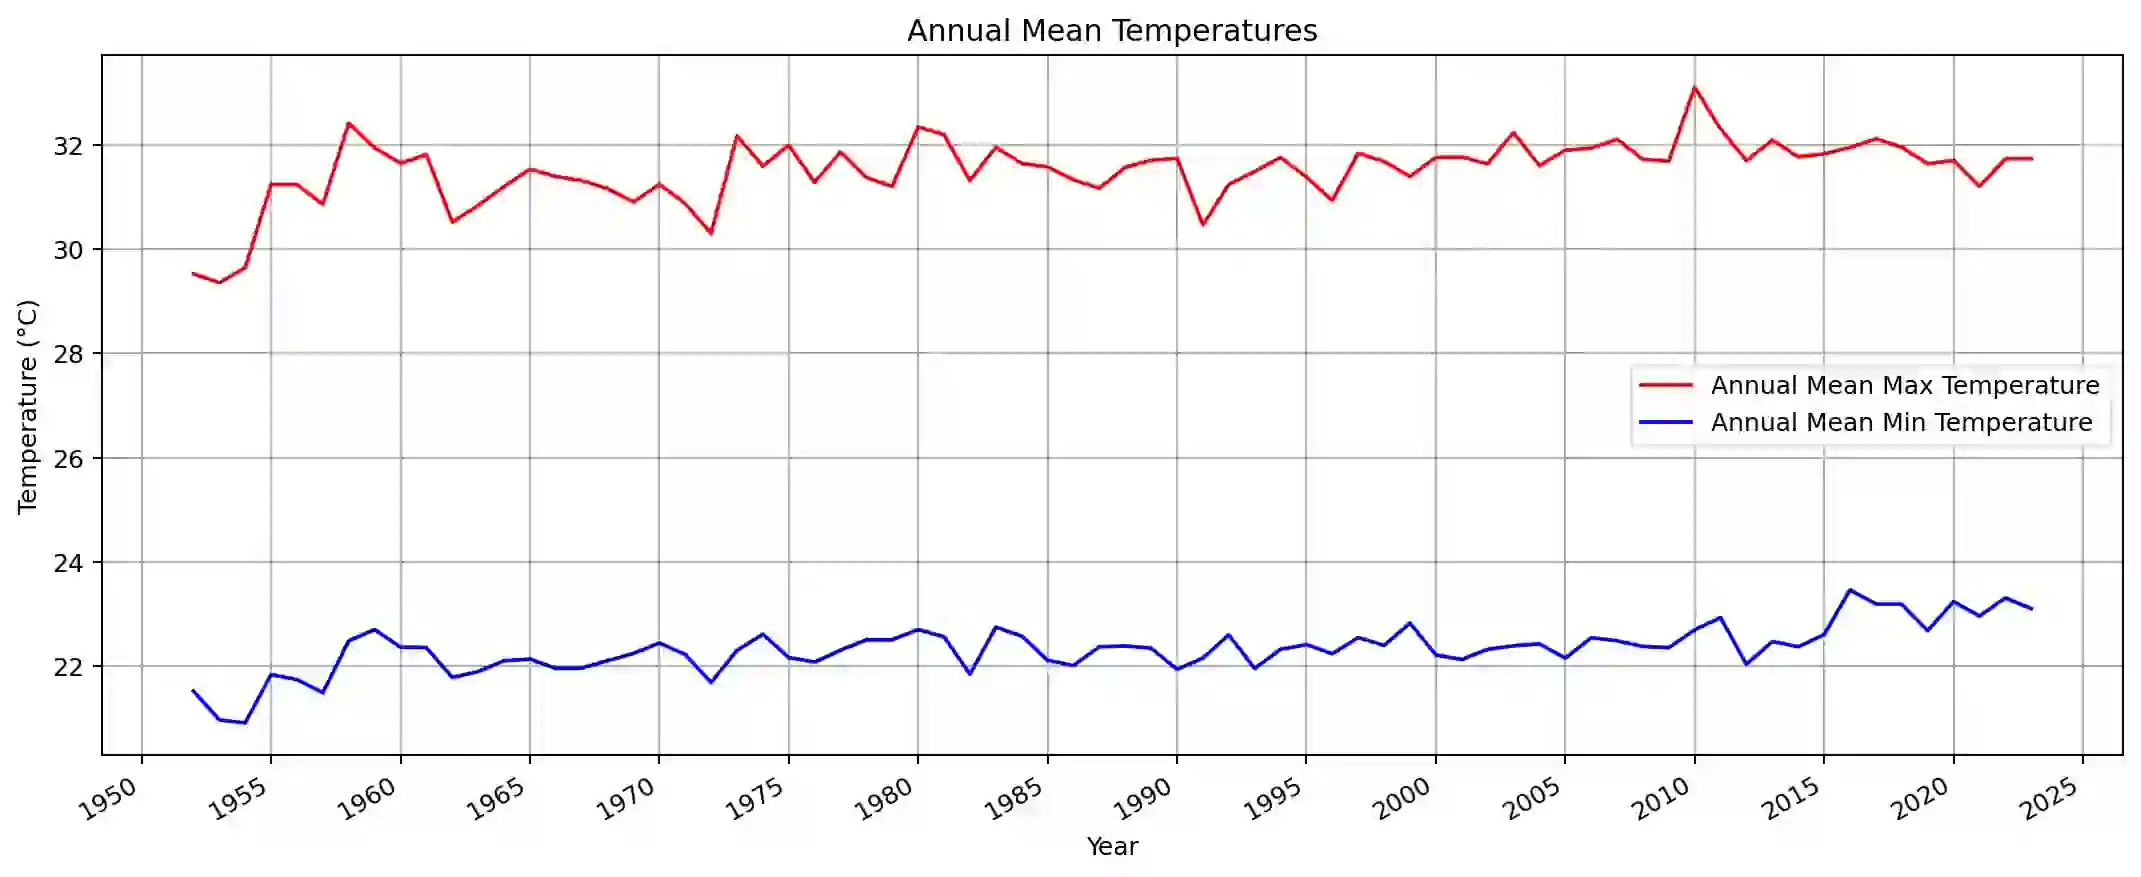 Annual Mean Temperatures
Temperature (°C)
32
30
28
26
24
22
Annual Mean Max Temperature
Annual Mean Min Temperature
1950 1955 1960 1965 1970 1975 1980 1985 1990 1995 2000 2005 2010 2015 2020 2025
Year